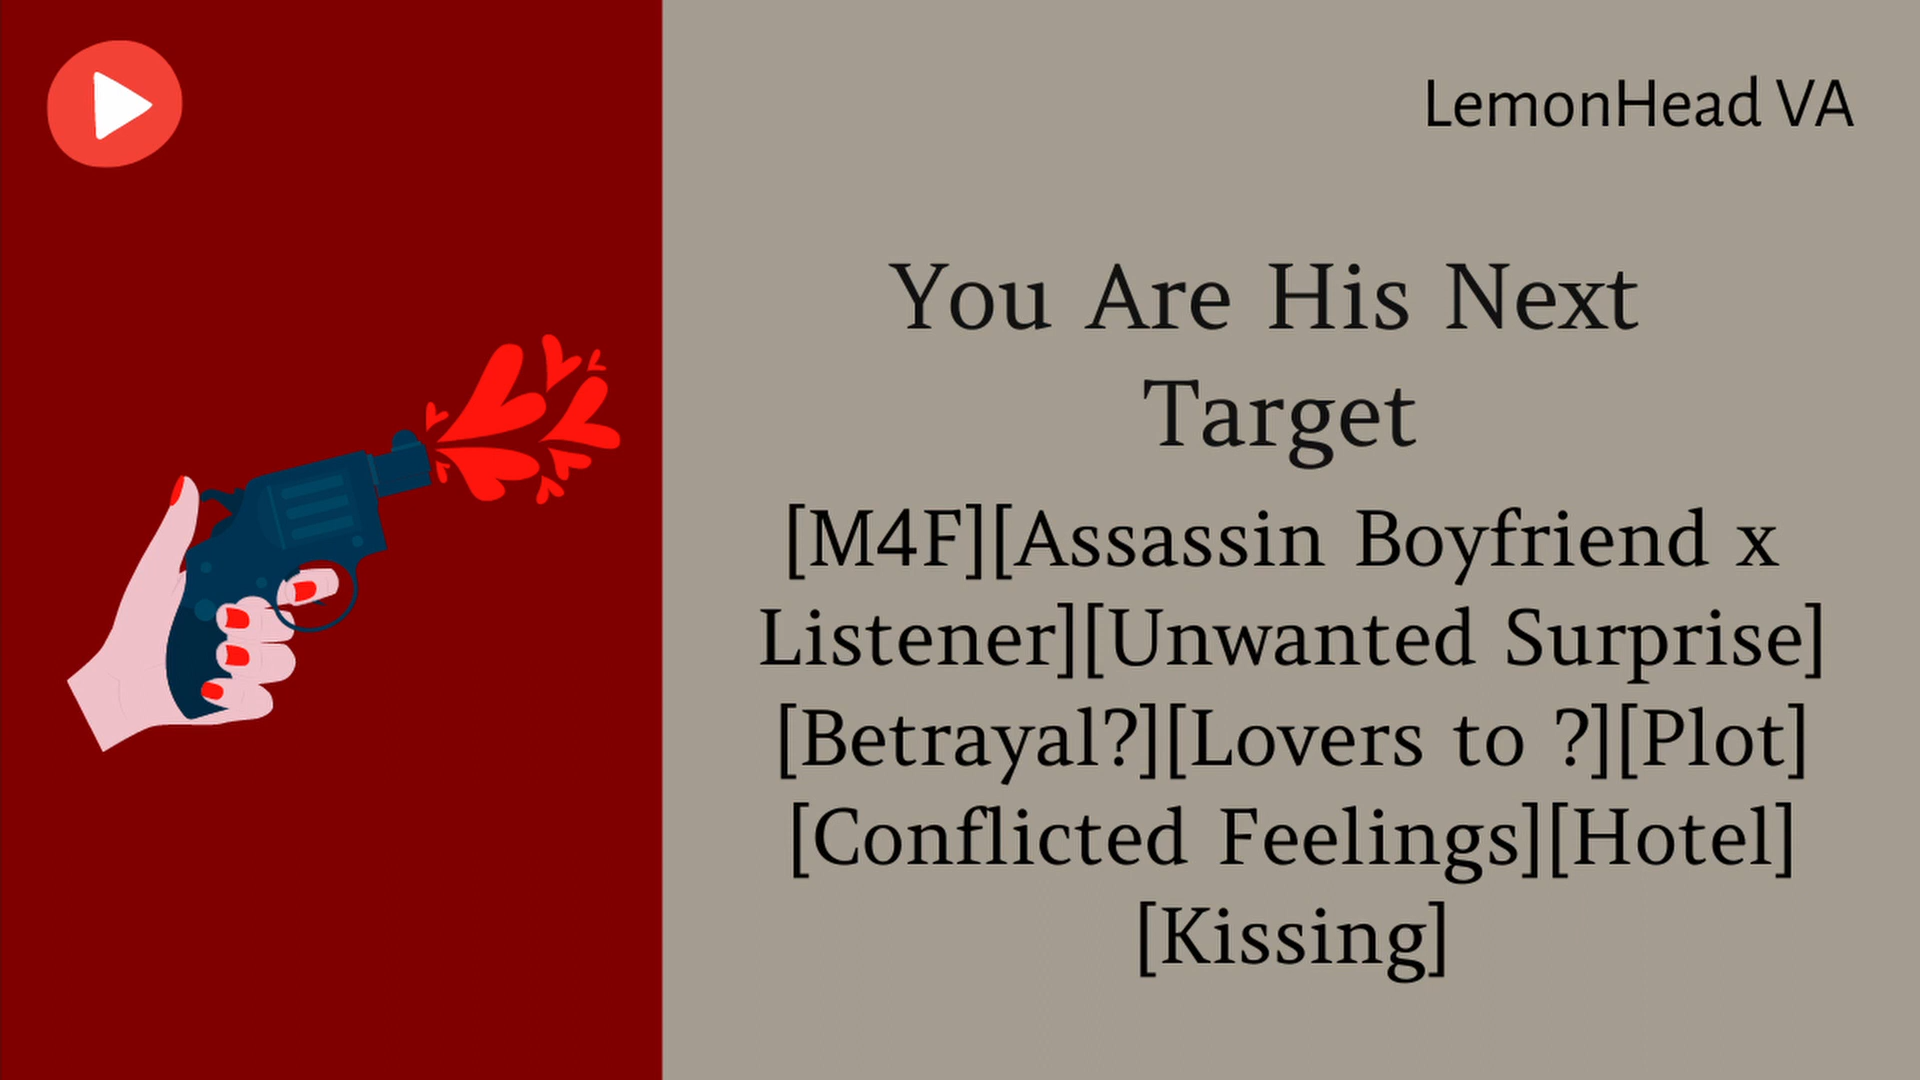 LemonHead VA
You Are His Next
Target
[M4F][Assassin Boyfriend x
Listener][Unwanted Surprise]
[Betrayal?][Lovers to ?][Plot]
[Conflicted Feelings][Hotel]
[Kissing]